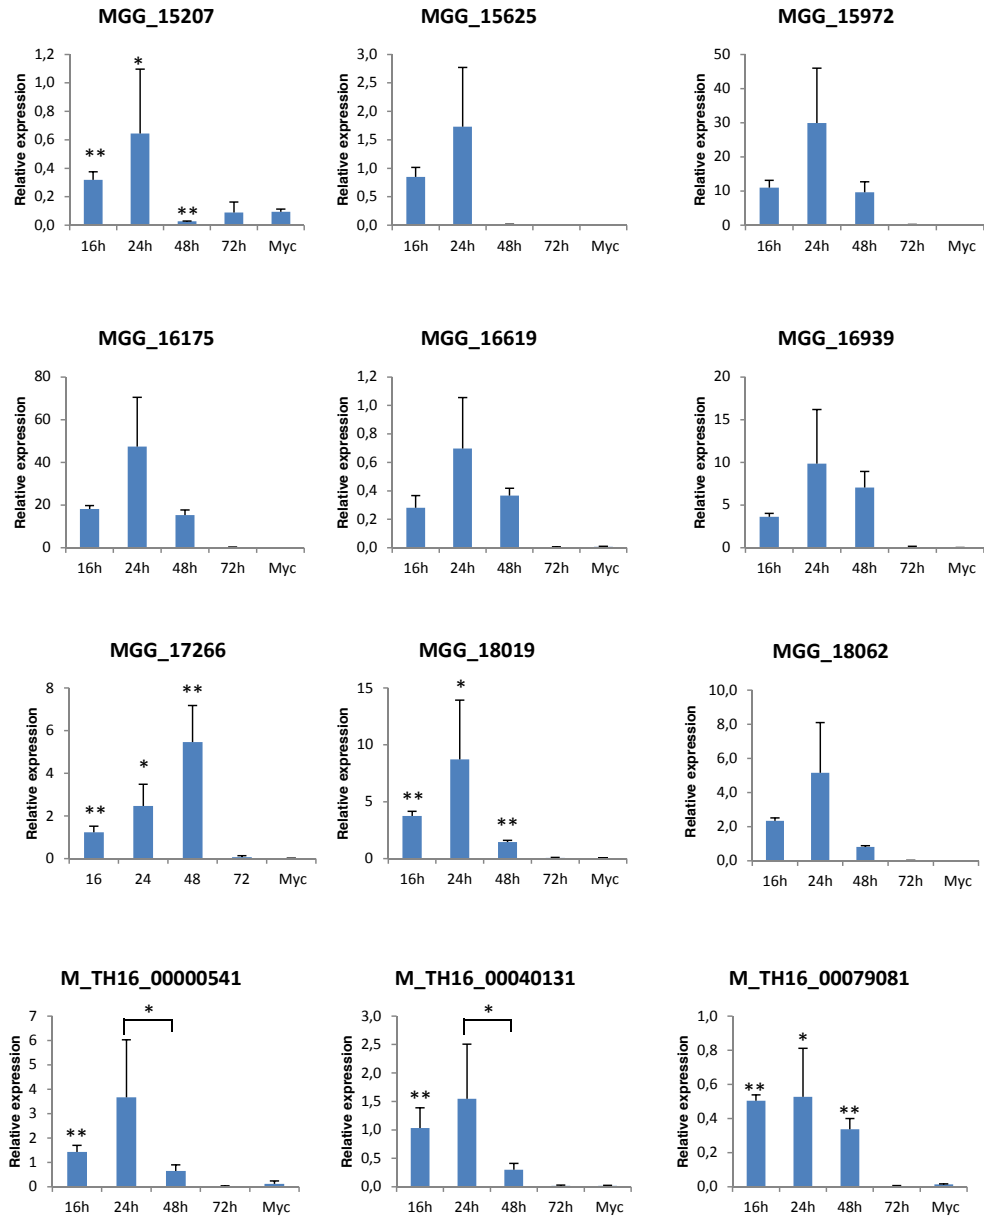 MGG_15207
Relative expression
1,2
1,0
0,8
0,6
0,4
0,2
0,0
**
*
**
16h 24h 48h 72h Myc
MGG_15625
Relative expression
3,0
2,5
2,0
1,5
1,0
0,5
0,0
16h 24h 48h 72h Myc
MGG_15972
Relative expression
50
40
30
20
10
0
16h 24h 48h 72h Myc
MGG_16175
Relative expression
80
60
40
20
0
16h 24h 48h 72h Myc
MGG_16619
Relative expression
1,2
1,0
0,8
0,6
0,4
0,2
0,0
16h 24h 48h 72h Myc
MGG_16939
Relative expression
20
15
10
5
0
16h 24h 48h 72h Myc
MGG_17266
Relative expression
8
6
4
2
0
**
*
**
16 24 48 72 Myc
MGG_18019
Relative expression
15
10
5
0
**
*
**
16h 24h 48h 72h Myc
MGG_18062
Relative expression
10,0
8,0
6,0
4,0
2,0
0,0
16h 24h 48h 72h Myc
M_TH16_00000541
Relative expression
7
6
5
4
3
2
1
0
**
*
16h 24h 48h 72h Myc
M_TH16_00040131
Relative expression
3,0
2,5
2,0
1,5
1,0
0,5
0,0
**
*
16h 24h 48h 72h Myc
M_TH16_00079081
Relative expression
1,0
0,8
0,6
0,4
0,2
0,0
**
*
**
16h 24h 48h 72h Myc